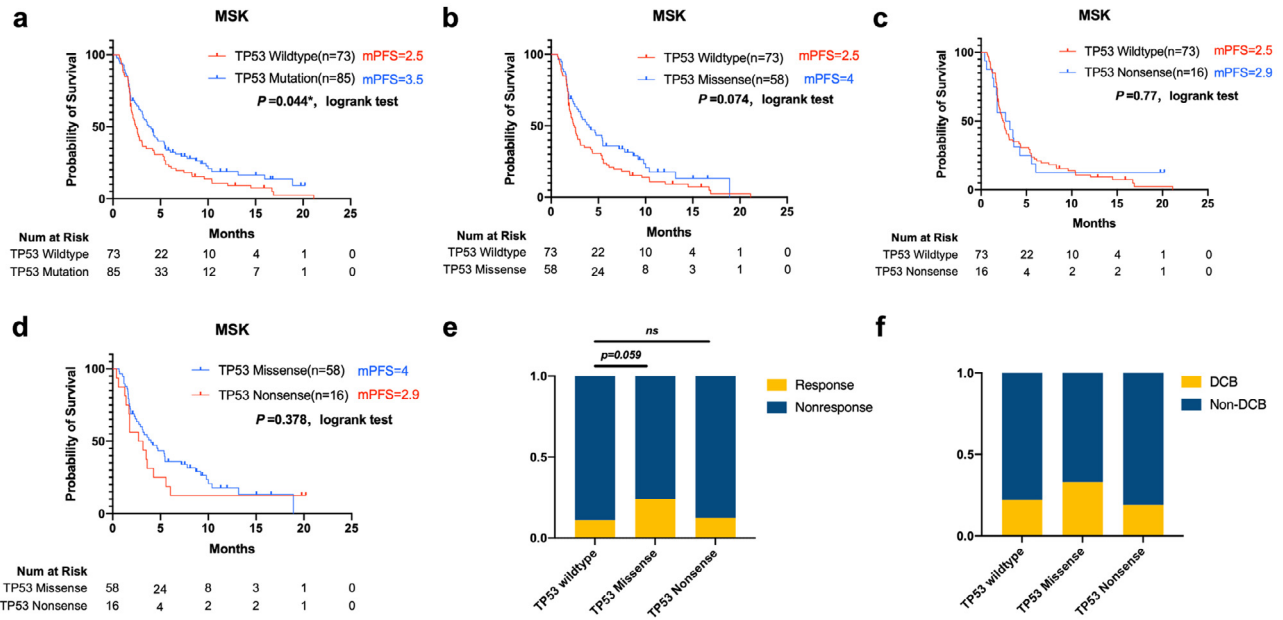 a
MSK
Probability of Survival
100
50
0
TP53 Wildtype(n=73) mPFS=2.5
TP53 Mutation(n=85) mPFS=3.5
P=0.044*, logrank test
0 5 10 15 20 25
Months
Num at Risk
TP53 Wildtype 73 22 10 4 1 0
TP53 Mutation 85 33 12 7 1 0
b
MSK
Probability of Survival
100
50
0
TP53 Wildtype(n=73) mPFS=2.5
TP53 Missense(n=58) mPFS=4
P=0.074, logrank test
0 5 10 15 20 25
Months
Num at Risk
TP53 Wildtype 73 22 10 4 1 0
TP53 Missense 58 24 8 3 1 0
c
MSK
Probability of Survival
100
50
0
TP53 Wildtype(n=73) mPFS=2.5
TP53 Nonsense(n=16) mPFS=2.9
P=0.77, logrank test
0 5 10 15 20 25
Months
Num at Risk
TP53 Wildtype 73 22 10 4 1 0
TP53 Nonsense 16 4 2 2 1 0
d
MSK
Probability of Survival
100
50
0
TP53 Missense(n=58) mPFS=4
TP53 Nonsense(n=16) mPFS=2.9
P=0.378, logrank test
0 5 10 15 20 25
Months
Num at Risk
TP53 Missense 58 24 8 3 1 0
TP53 Nonsense 16 4 2 2 1 0
e
ns
p=0.059
1.0
0.5
0.0
Response
Nonresponse
TP53 wildtype
TP53 Missense
TP53 Nonsense
f
1.0
0.5
0.0
DCB
Non-DCB
TP53 wildtype
TP53 Missense
TP53 Nonsense